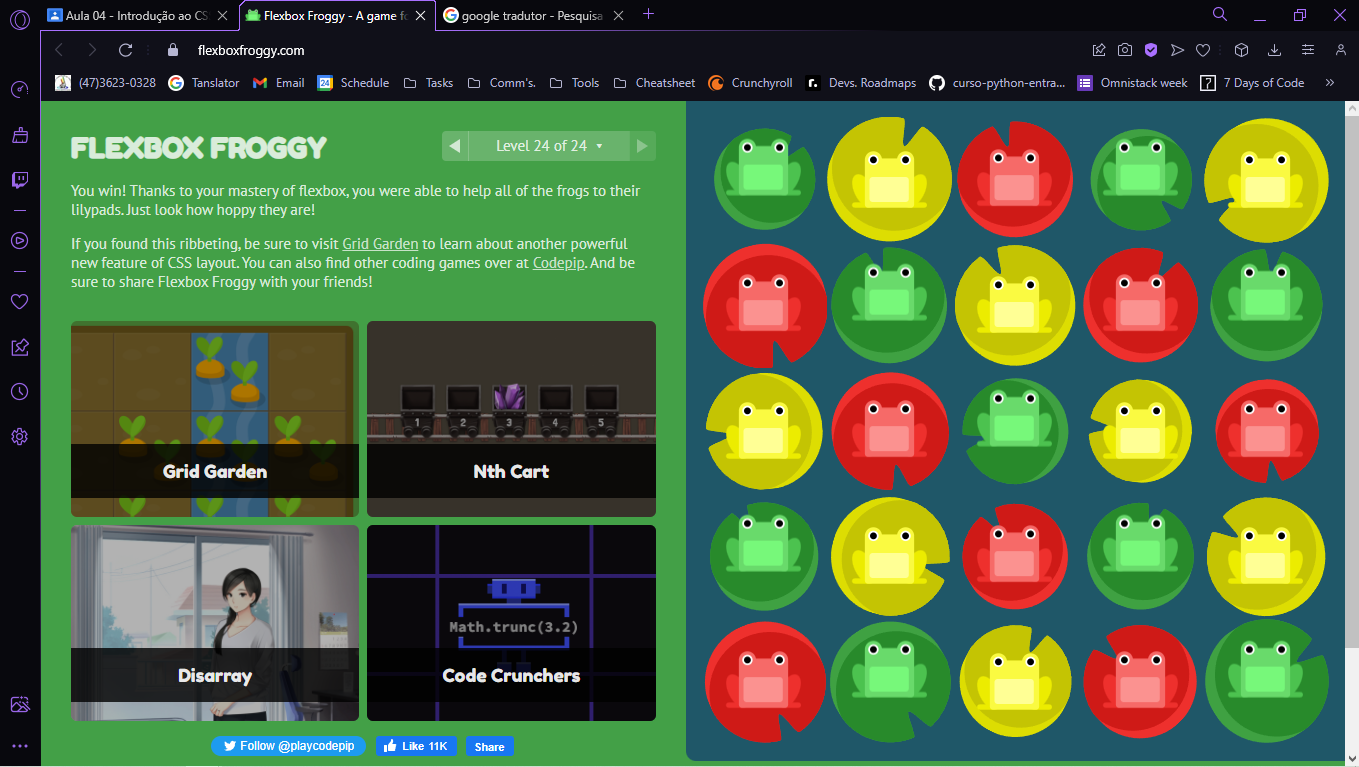 Aula 04 - Introdução ao CS
Flexbox Froggy - A game fo
google tradutor - Pesquisa
flexboxfroggy.com
(47)3623-0328
Tanslator
Email
24
Schedule
Tasks
Comm's.
Tools
Cheatsheet
Crunchyroll
r.
Devs. Roadmaps
curso-python-entra...
Omnistack week
7
7 Days of Code
FLEXBOX FROGGY
Level 24 of 24
You win! Thanks to your mastery of flexbox, you were able to help all of the frogs to their
lilypads. Just look how hoppy they are!
If you found this ribbeting, be sure to visit Grid Garden to learn about another powerful
new feature of CSS layout. You can also find other coding games over at Codepip. And be
sure to share Flexbox Froggy with your friends!
Grid Garden
1 2 3 4 5
Nth Cart
Disarray
Math.trunc(3.2)
Code Crunchers
Follow @playcodepip
Like 11K
Share